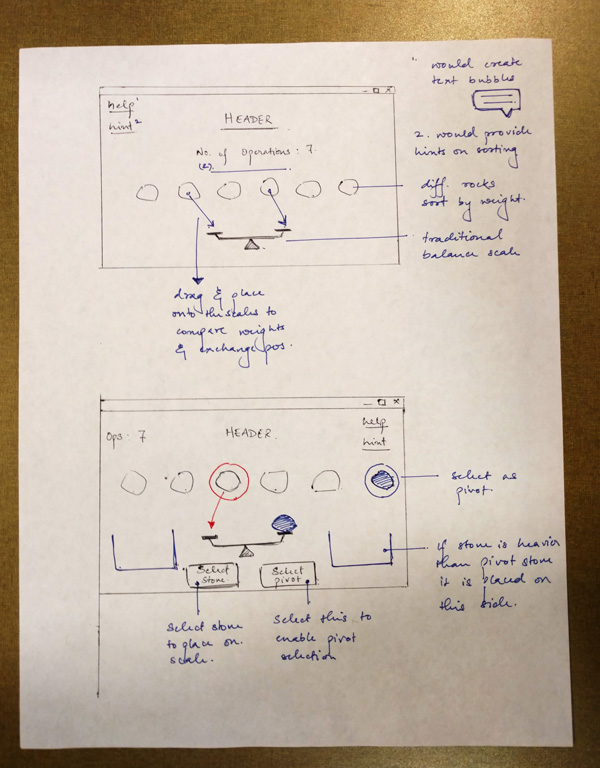 help¹
hint²
HEADER
No. of Operations : 7
" would create
text bubbles
2. would provide
hints on sorting
diff. rocks
sort by weight.
traditional
balance scale
drag & place
onto the scales to
compare weights
& exchange pos.
Ops: 7
HEADER.
help
hint
select as
pivot.
Select
stone
Select
pivot
if stone is heavier
than pivot stone
it is placed on
this side.
select stone
to place on
scale.
select this to
enable pivot
selection